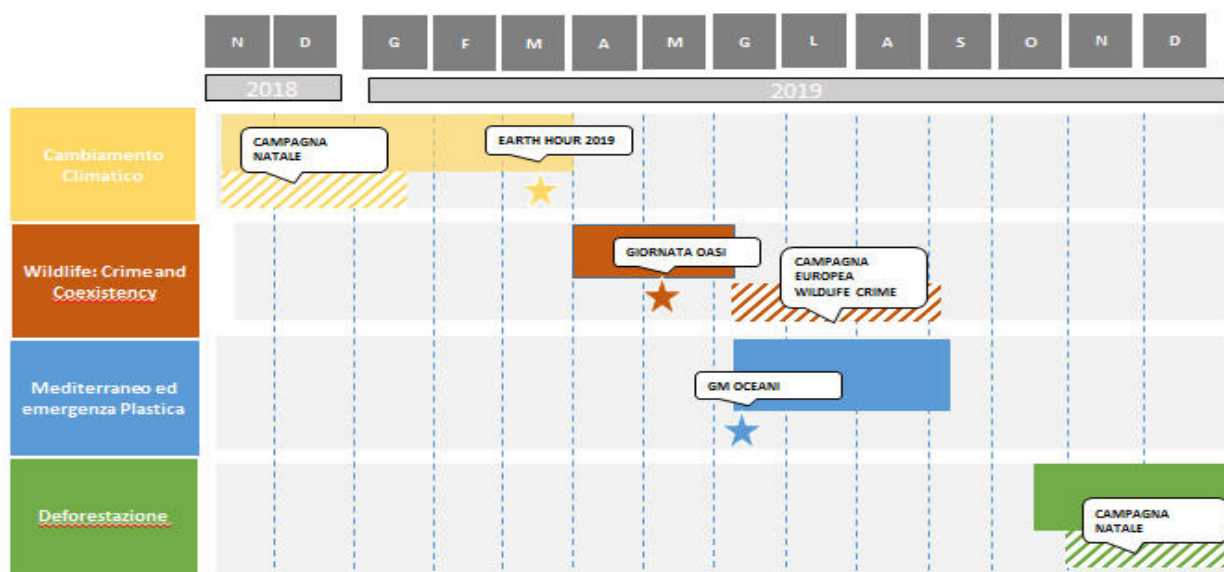 N D G F M A M G L A S O N D
2018 2019
Cambiamento
Climatico
CAMPAGNA
NATALE
EARTH HOUR 2019
Wildlife: Crime and
Coexistency
GIORNATA OASI
CAMPAGNA
EUROPEA
WILDLIFE CRIME
Mediterraneo ed
emergenza Plastica
GM OCEANI
Deforestazione
CAMPAGNA
NATALE